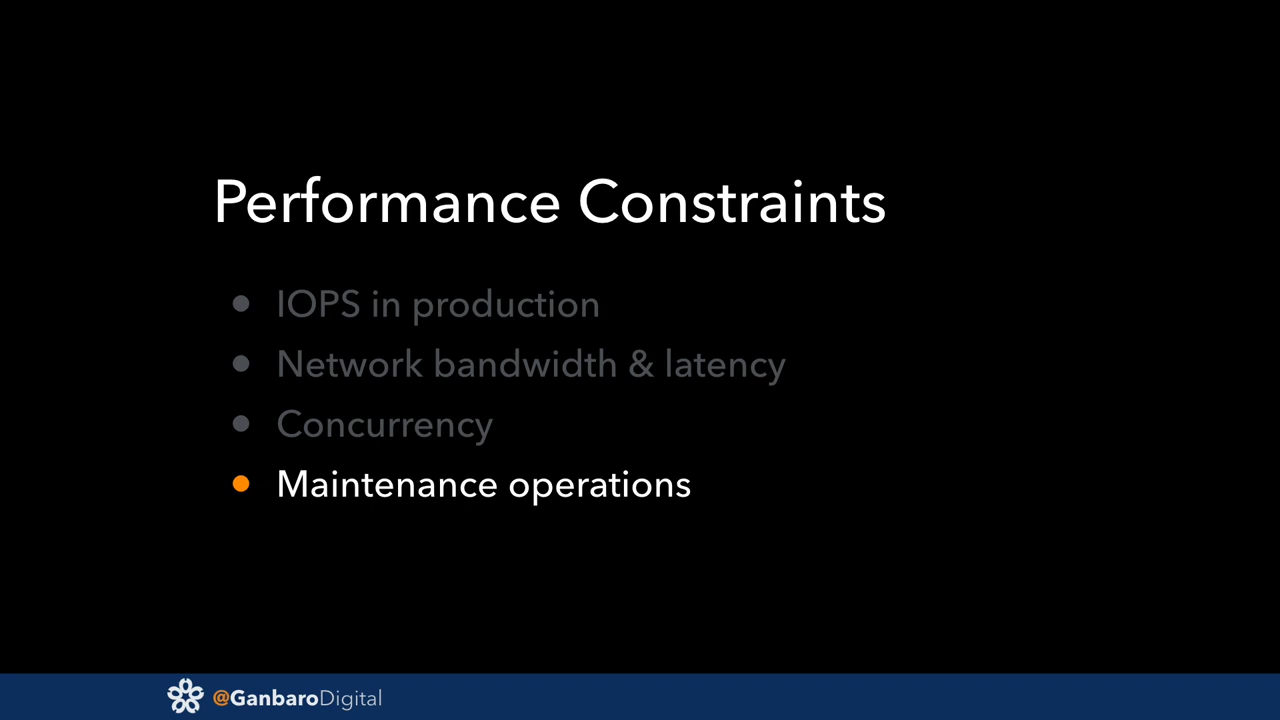 Performance Constraints
IOPS in production
Network bandwidth & latency
Concurrency
Maintenance operations
@GanbaroDigital